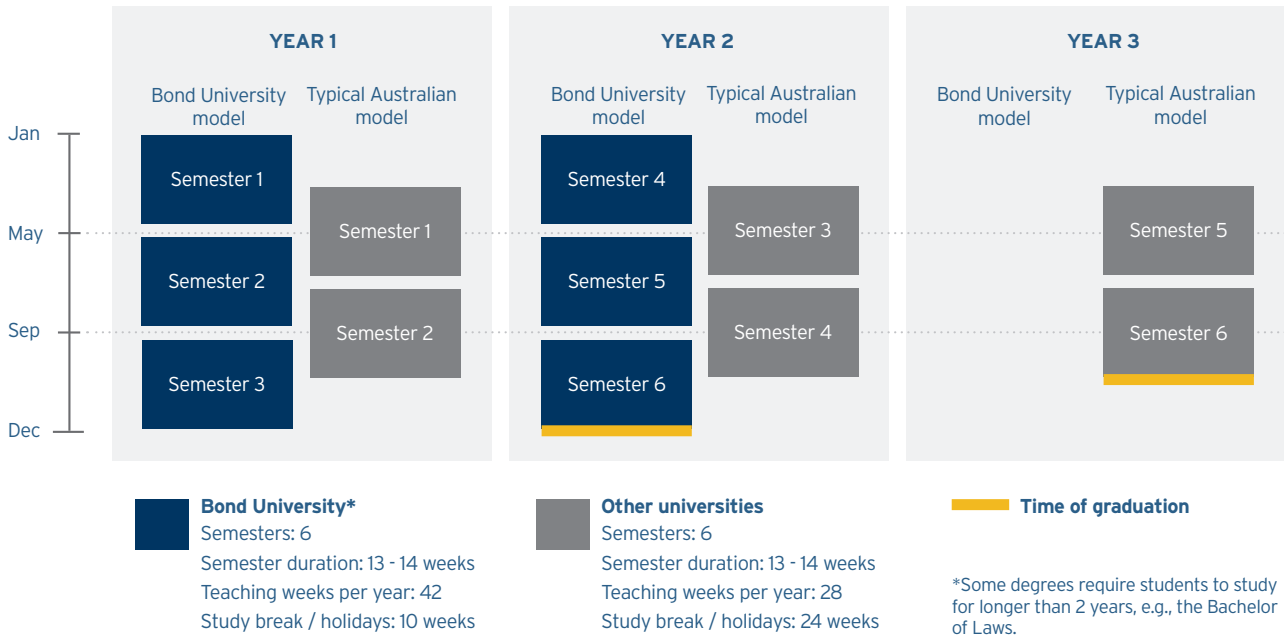 YEAR 1
YEAR 2
YEAR 3
Bond University
model
Typical Australian
model
Bond University
model
Typical Australian
model
Bond University
model
Typical Australian
model
Jan
May
Sep
Dec
Semester 1
Semester 2
Semester 3
Semester 1
Semester 2
Semester 4
Semester 5
Semester 6
Semester 3
Semester 4
Semester 5
Semester 6
Bond University*
Semesters: 6
Semester duration: 13 - 14 weeks
Teaching weeks per year: 42
Study break / holidays: 10 weeks
Other universities
Semesters: 6
Semester duration: 13 - 14 weeks
Teaching weeks per year: 28
Study break / holidays: 24 weeks
Time of graduation
*Some degrees require students to study
for longer than 2 years, e.g., the Bachelor
of Laws.